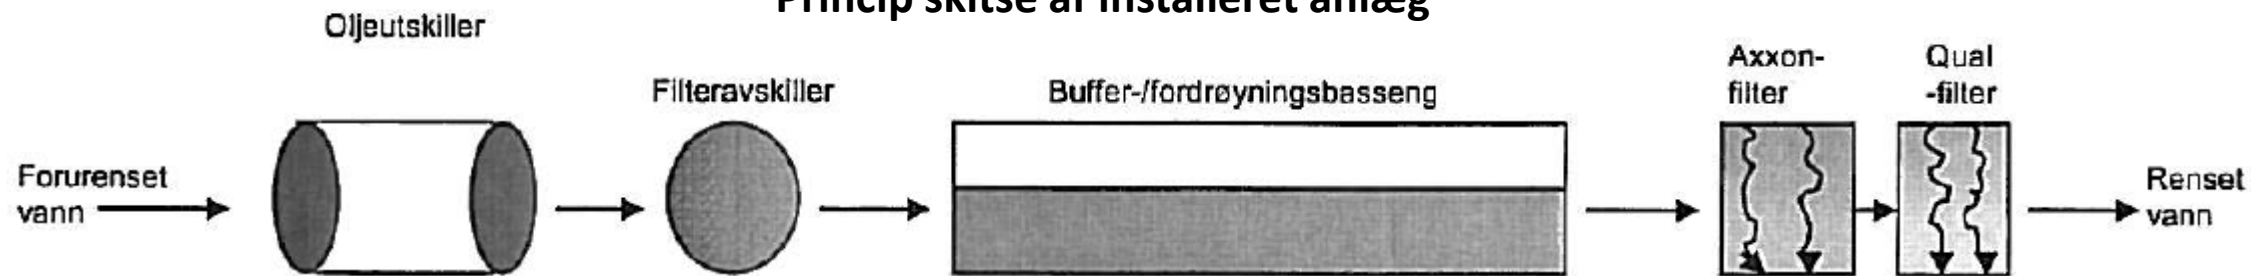 Princip skitse af installeret anlæg
Oljeutskiller
Filteravskiller
Buffer-/fordrøyningsbasseng
Axxon-
filter
Qual
-filter
Forurenset
vann
Renset
vann